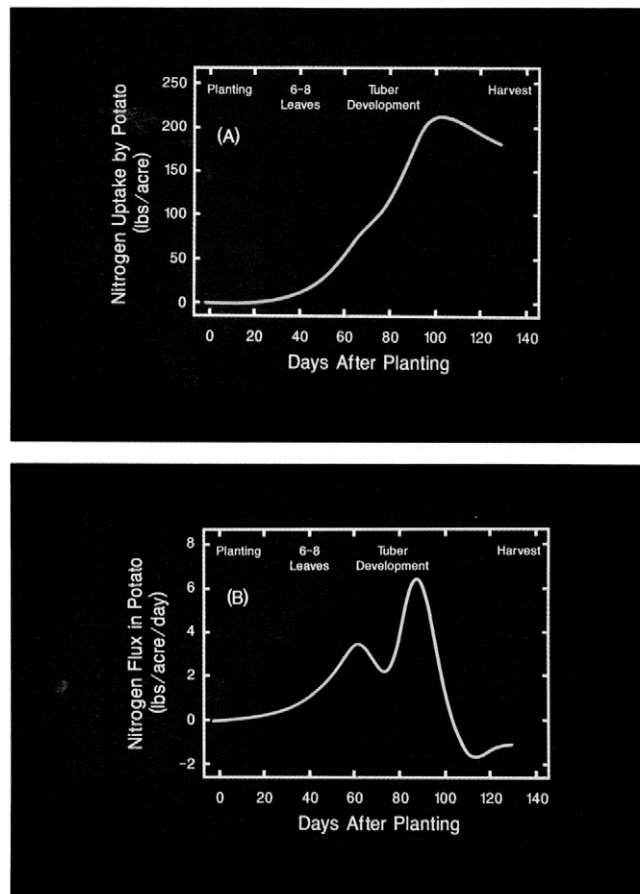 250
200
150
100
50
0
Nitrogen Uptake by Potato
(lbs/acre)
Planting
6-8
Leaves
Tuber
Development
Harvest
(A)
0 20 40 60 80 100 120 140
Days After Planting
8
6
4
2
0
-2
Nitrogen Flux in Potato
(lbs/acre/day)
Planting
6-8
Leaves
Tuber
Development
Harvest
(B)
0 20 40 60 80 100 120 140
Days After Planting